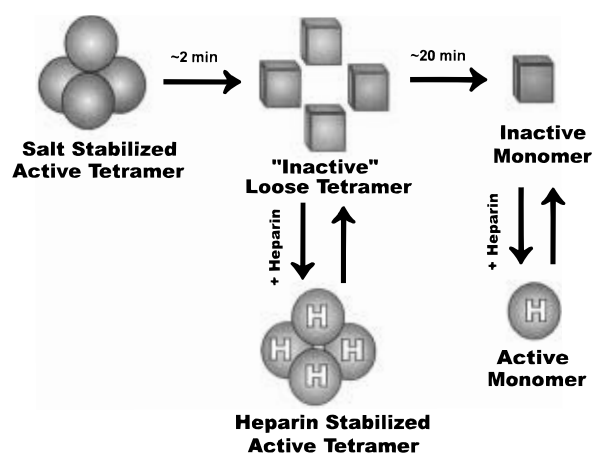 ~2 min
~20 min
Salt Stabilized
Active Tetramer
"Inactive"
Loose Tetramer
Inactive
Monomer
+ Heparin
+ Heparin
H
H
H
H
H
Active
Monomer
Heparin Stabilized
Active Tetramer